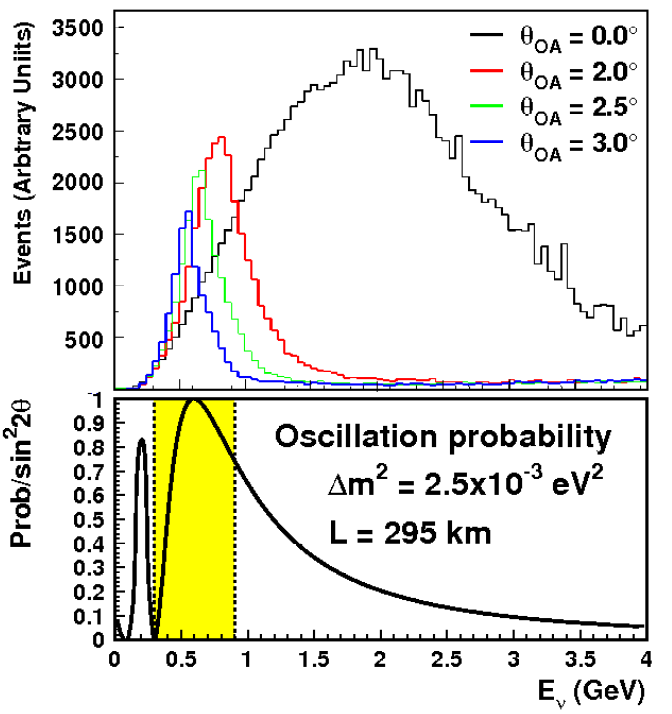 Events (Arbtrary Uniits)
3500
3000
2500
2000
1500
1000
500
θOA = 0.0°
θOA = 2.0°
θOA = 2.5°
θOA = 3.0°
Prob/sin²2θ
1
0.9
0.8
0.7
0.6
0.5
0.4
0.3
0.2
0.1
0
Oscillation probability
Δm² = 2.5x10⁻³ eV²
L = 295 km
0 0.5 1 1.5 2 2.5 3 3.5 4
Eν (GeV)